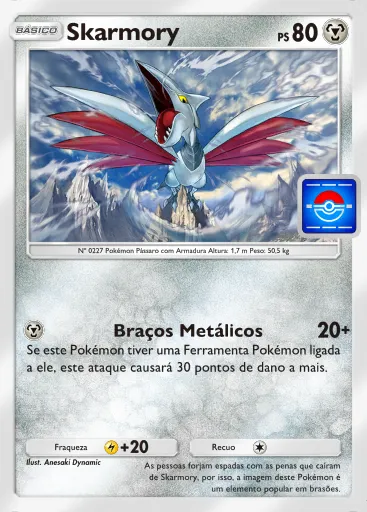 BÁSICO Skarmory PS 80
Nº 0227 Pokémon Pássaro com Armadura Altura: 1,7 m Peso: 50,5 kg
Braços Metálicos 20+
Se este Pokémon tiver uma Ferramenta Pokémon ligada
a ele, este ataque causará 30 pontos de dano a mais.
Fraqueza +20 Recuo
Ilust. Anesaki Dynamic
As pessoas forjam espadas com as penas que caíram
de Skarmory, por isso, a imagem deste Pokémon é
um elemento popular em brasões.